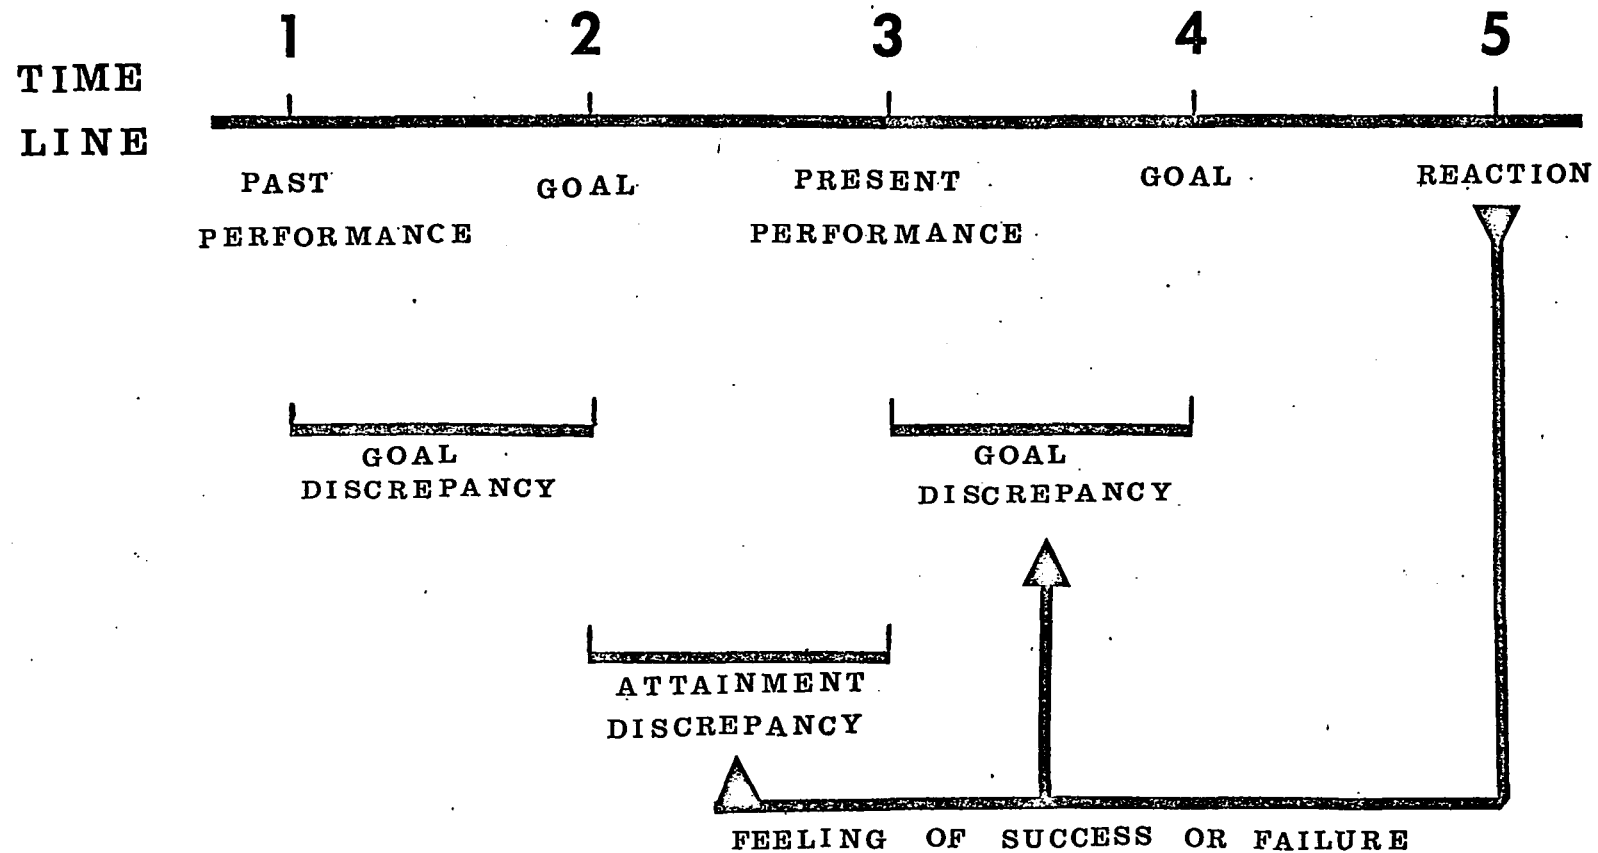 1 2 3 4 5
TIME
LINE
PAST
PERFORMANCE
GOAL
PRESENT
PERFORMANCE
GOAL
REACTION
GOAL
DISCREPANCY
GOAL
DISCREPANCY
ATTAINMENT
DISCREPANCY
FEELING OF SUCCESS OR FAILURE